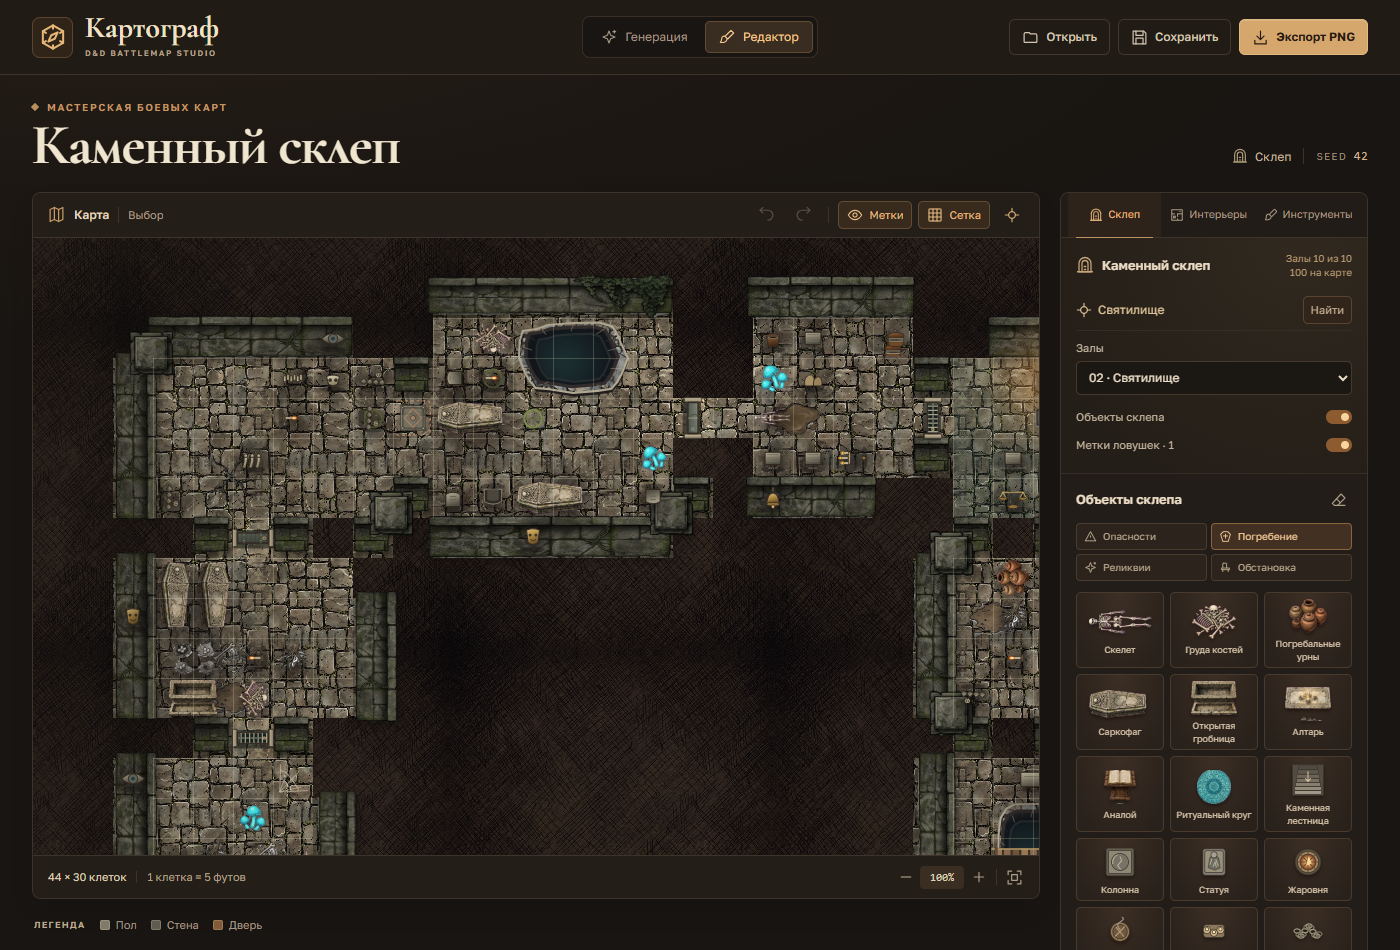 Картограф
D&D BATTLEMAP STUDIO
Генерация
Редактор
Открыть
Сохранить
Экспорт PNG
МАСТЕРСКАЯ БОЕВЫХ КАРТ
Каменный склеп
Склеп
SEED 42
Карта
Выбор
Метки
Сетка
Склеп
Интерьеры
Инструменты
Каменный склеп
Залы 10 из 10
100 на карте
Святилище
Найти
Залы
02 · Святилище
Объекты склепа
Метки ловушек · 1
Объекты склепа
Опасности
Погребение
Реликвии
Обстановка
Скелет
Груда костей
Погребальные
урны
Саркофаг
Открытая
гробница
Алтарь
Аналой
Ритуальный круг
Каменная
лестница
Колонна
Статуя
Жаровня
44 × 30 клеток
1 клетка = 5 футов
100%
ЛЕГЕНДА
Пол
Стена
Дверь